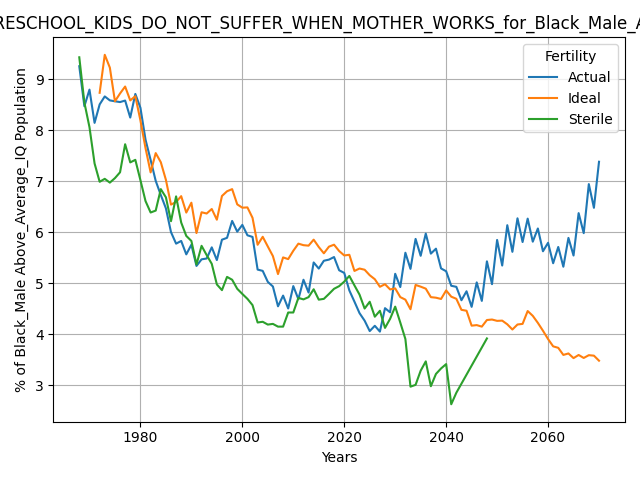 RESCHOOL_KIDS_DO_NOT_SUFFER_WHEN_MOTHER_WORKS_for_Black_Male_A
% of Black_Male Above_Average_IQ Population
9
8
7
6
5
4
3
Fertility
Actual
Ideal
Sterile
1980 2000 2020 2040 2060
Years